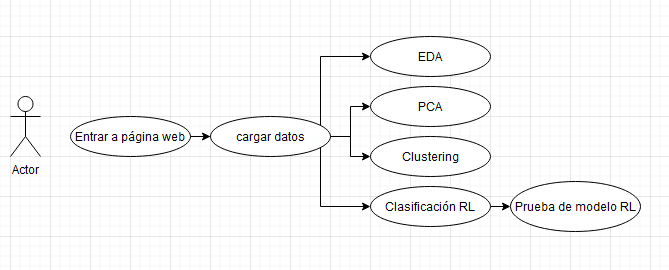 EDA
PCA
Entrar a página web
cargar datos
Clustering
Actor
Clasificación RL
Prueba de modelo RL